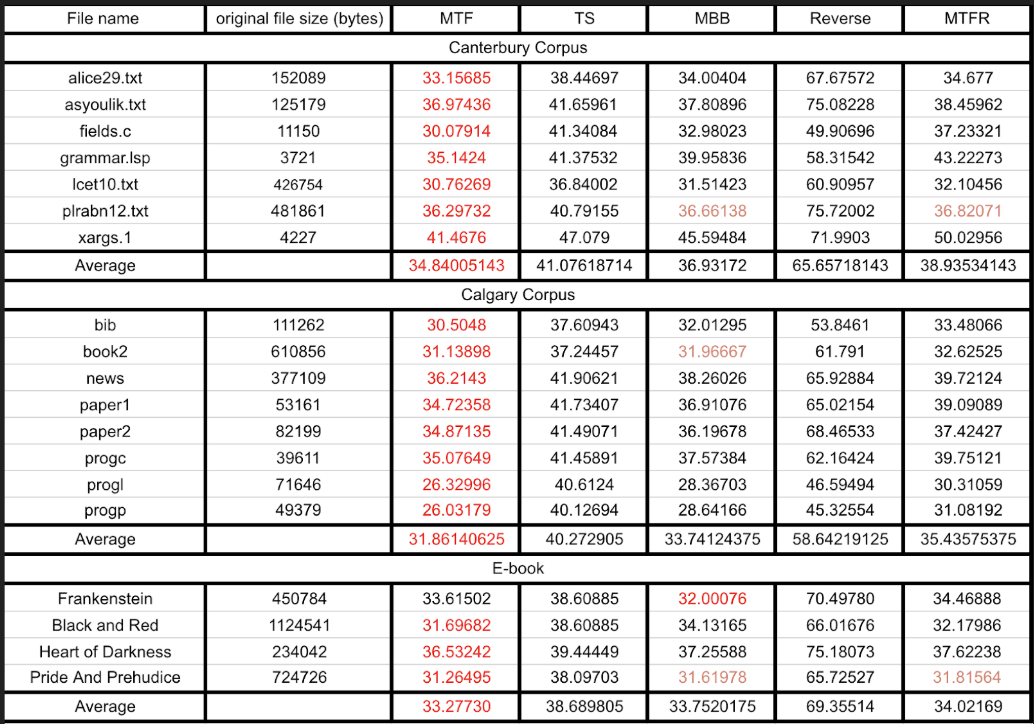 File name original file size (bytes) MTF TS MBB Reverse MTFR
Canterbury Corpus
alice29.txt 152089 33.15685 38.44697 34.00404 67.67572 34.677
asyoulik.txt 125179 36.97436 41.65961 37.80896 75.08228 38.45962
fields.c 11150 30.07914 41.34084 32.98023 49.90696 37.23321
grammar.lsp 3721 35.1424 41.37532 39.95836 58.31542 43.22273
lcet10.txt 426754 30.76269 36.84002 31.51423 60.90957 32.10456
plrabn12.txt 481861 36.29732 40.79155 36.66138 75.72002 36.82071
xargs.1 4227 41.4676 47.079 45.59484 71.9903 50.02956
Average 34.84005143 41.07618714 36.93172 65.65718143 38.93534143
Calgary Corpus
bib 111262 30.5048 37.60943 32.01295 53.8461 33.48066
book2 610856 31.13898 37.24457 31.96667 61.791 32.62525
news 377109 36.2143 41.90621 38.26026 65.92884 39.72124
paper1 53161 34.72358 41.73407 36.91076 65.02154 39.09089
paper2 82199 34.87135 41.49071 36.19678 68.46533 37.42427
progc 39611 35.07649 41.45891 37.57384 62.16424 39.75121
progl 71646 26.32996 40.6124 28.36703 46.59494 30.31059
progp 49379 26.03179 40.12694 28.64166 45.32554 31.08192
Average 31.86140625 40.272905 33.74124375 58.64219125 35.43575375
E-book
Frankenstein 450784 33.61502 38.60885 32.00076 70.49780 34.46888
Black and Red 1124541 31.69682 38.60885 34.13165 66.01676 32.17986
Heart of Darkness 234042 36.53242 39.44449 37.25588 75.18073 37.62238
Pride And Prehudice 724726 31.26495 38.09703 31.61978 65.72527 31.81564
Average 33.27730 38.689805 33.7520175 69.35514 34.02169